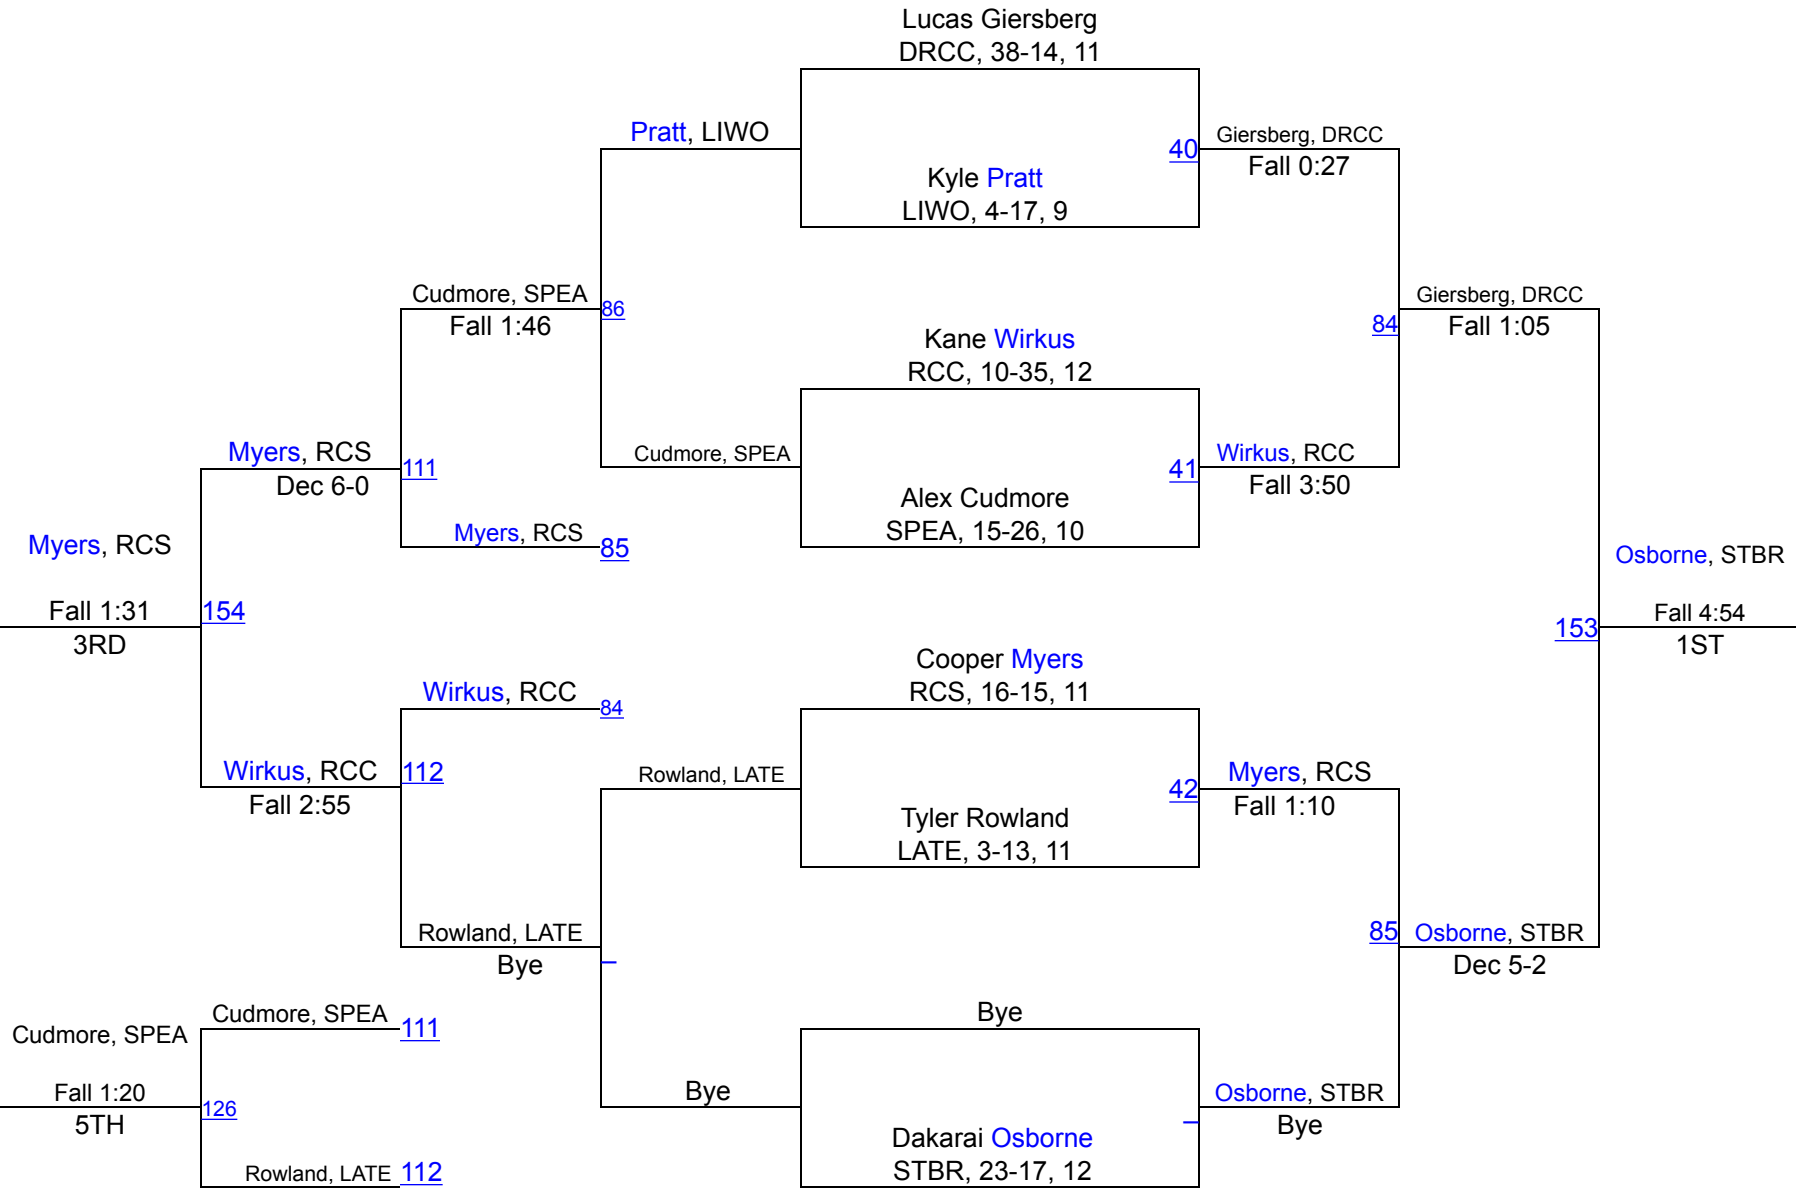 Lucas Giersberg
DRCC, 38-14, 11
Pratt, LIWO
40
Giersberg, DRCC
Fall 0:27
Kyle Pratt
LIWO, 4-17, 9
Cudmore, SPEA
Fall 1:46
86
Kane Wirkus
RCC, 10-35, 12
84
Giersberg, DRCC
Fall 1:05
Myers, RCS
Dec 6-0
111
Cudmore, SPEA
41
Wirkus, RCC
Fall 3:50
Alex Cudmore
SPEA, 15-26, 10
Myers, RCS
85
Myers, RCS
Fall 1:31
3RD
154
Osborne, STBR
Fall 4:54
1ST
153
Cooper Myers
RCS, 16-15, 11
Wirkus, RCC
84
Wirkus, RCC
Fall 2:55
112
Rowland, LATE
42
Myers, RCS
Fall 1:10
Tyler Rowland
LATE, 3-13, 11
Rowland, LATE
Bye
85
Osborne, STBR
Dec 5-2
Cudmore, SPEA
111
Cudmore, SPEA
Fall 1:20
5TH
126
Bye
Bye
Osborne, STBR
Bye
Dakarai Osborne
STBR, 23-17, 12
Rowland, LATE
112